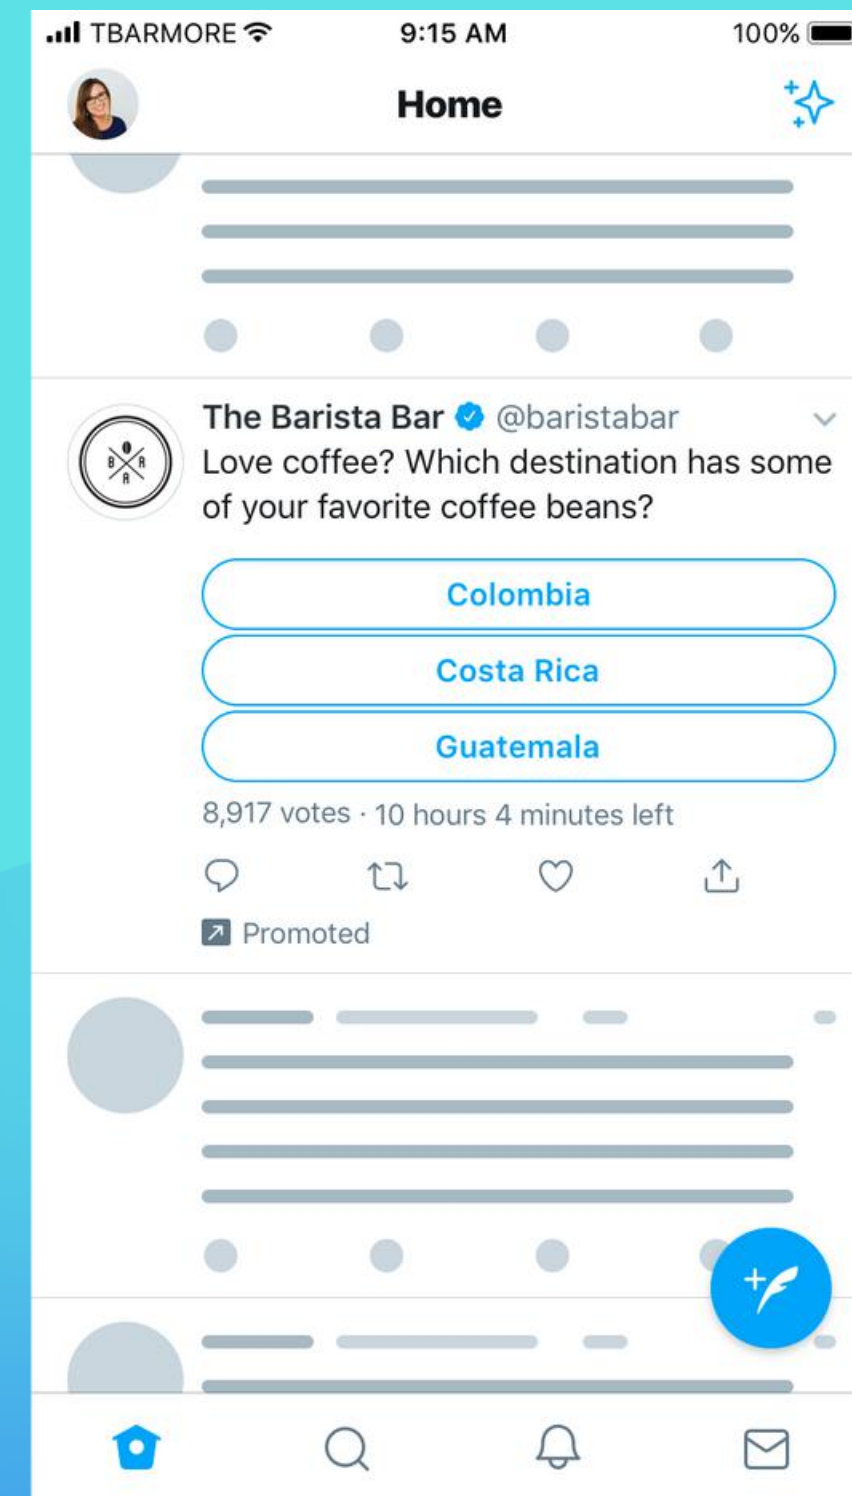 TBARMORE 9:15 AM 100%
Home
The Barista Bar @baristabar
Love coffee? Which destination has some
of your favorite coffee beans?
B A R
Colombia
Costa Rica
Guatemala
8,917 votes · 10 hours 4 minutes left
Promoted